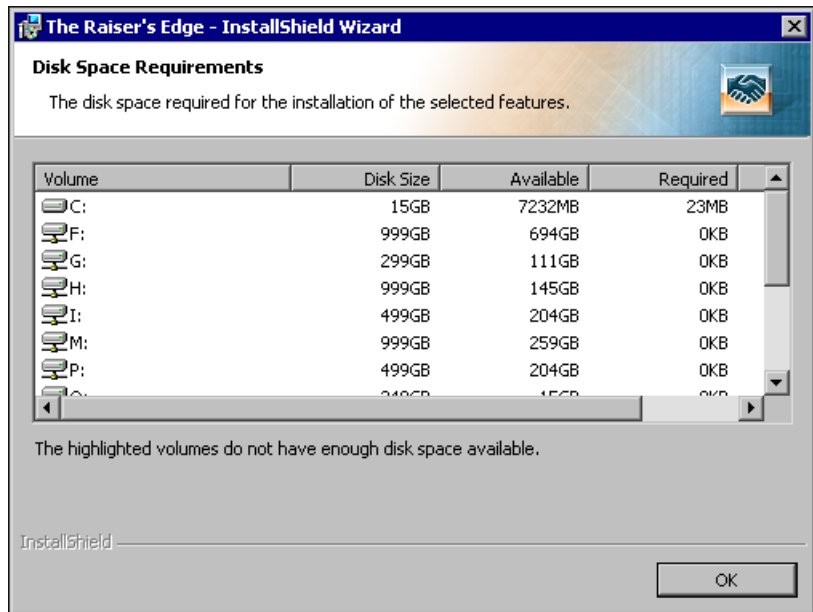 The Raiser's Edge - InstallShield Wizard
Disk Space Requirements
The disk space required for the installation of the selected features.
Volume Disk Size Available Required
C: 15GB 7232MB 23MB
F: 999GB 694GB 0KB
G: 299GB 111GB 0KB
H: 999GB 145GB 0KB
I: 499GB 204GB 0KB
M: 999GB 259GB 0KB
P: 499GB 204GB 0KB
The highlighted volumes do not have enough disk space available.
InstallShield
OK